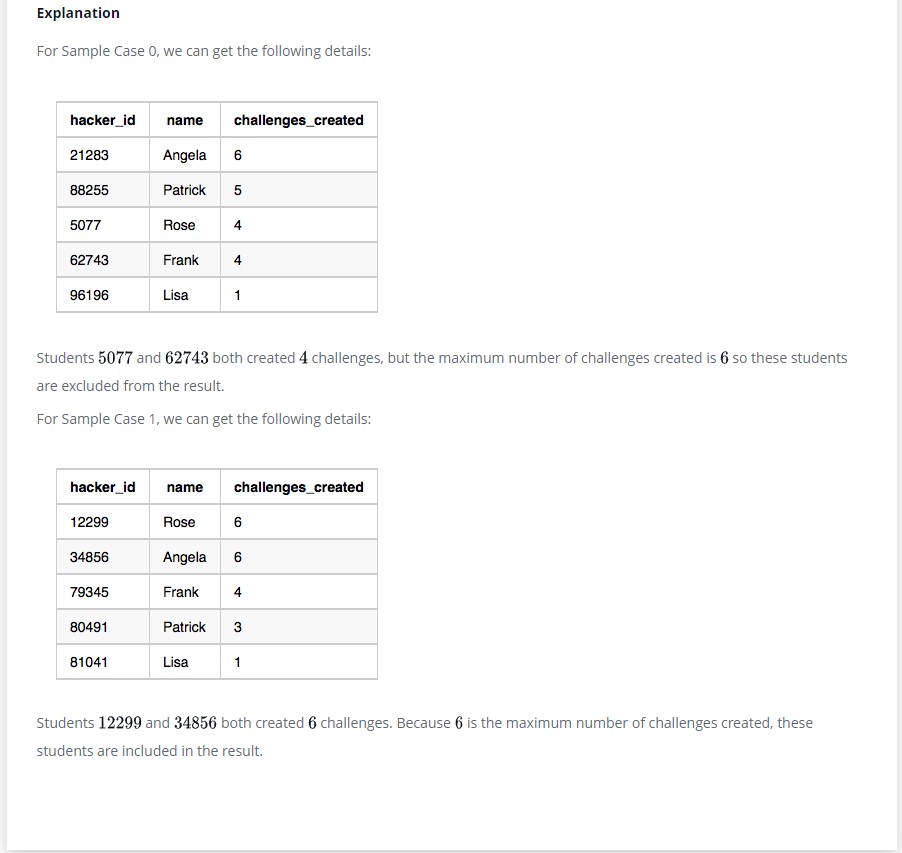 Explanation
For Sample Case 0, we can get the following details:
hacker_id name challenges_created
21283 Angela 6
88255 Patrick 5
5077 Rose 4
62743 Frank 4
96196 Lisa 1
Students 5077 and 62743 both created 4 challenges, but the maximum number of challenges created is 6 so these students
are excluded from the result.
For Sample Case 1, we can get the following details:
hacker_id name challenges_created
12299 Rose 6
34856 Angela 6
79345 Frank 4
80491 Patrick 3
81041 Lisa 1
Students 12299 and 34856 both created 6 challenges. Because 6 is the maximum number of challenges created, these
students are included in the result.